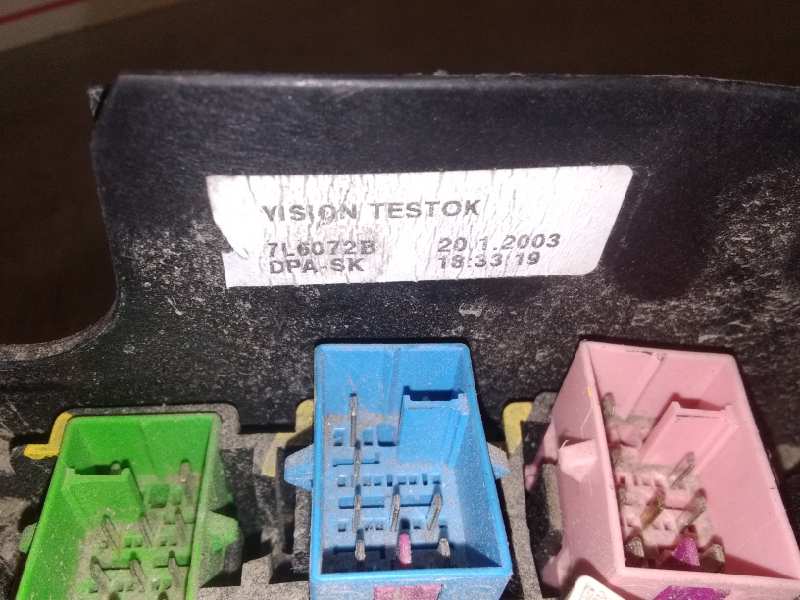 VISION TESTOK
7L6072B 20.1.2003
DPA-SK 18:33:19